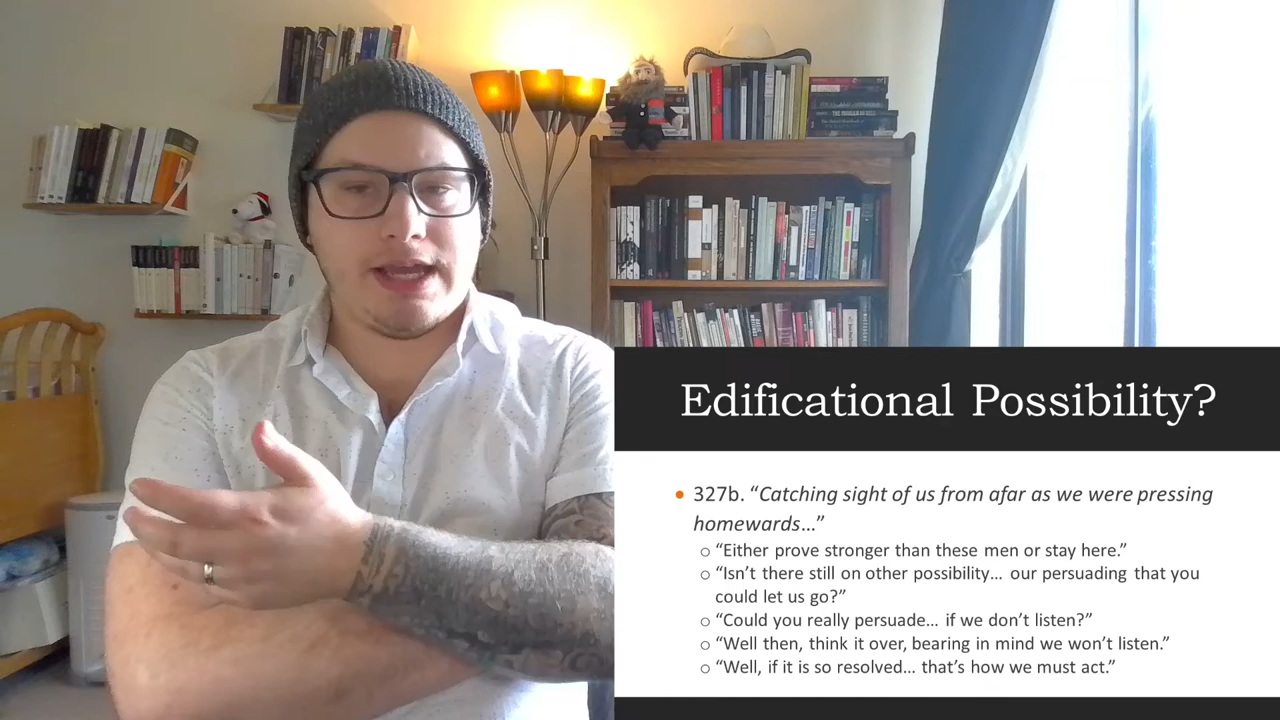 Edificational Possibility?
• 327b. “Catching sight of us from afar as we were pressing
homewards…”
○ “Either prove stronger than these men or stay here.”
○ “Isn’t there still on other possibility… our persuading that you
could let us go?”
○ “Could you really persuade… if we don’t listen?”
○ “Well then, think it over, bearing in mind we won’t listen.”
○ “Well, if it is so resolved… that’s how we must act.”